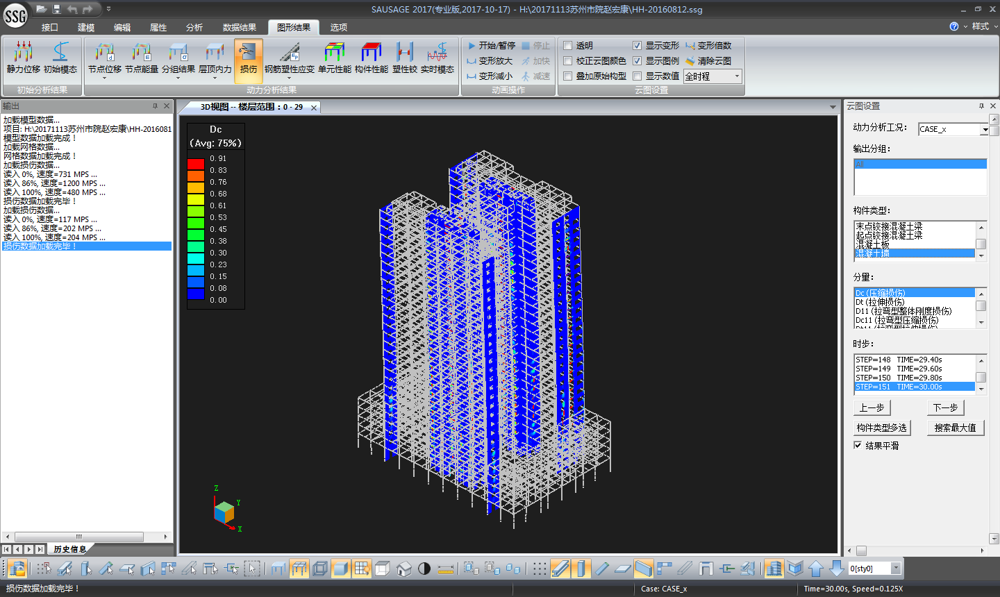 SSG
SAUSAGE 2017(专业版,2017-10-17) - H:\20171113苏州市院赵宏康\HH-20160812.ssg
接口 建模 编辑 属性 分析 数据结果 图形结果 选项
样式
静力位移 初始模态
初始分析结果
节点位移 节点能量 分组结果 层顶内力 损伤 钢筋塑性应变 单元性能 构件性能 塑性铰 实时模态
动力分析结果
开始/暂停 停止
变形放大 加快
变形减小 减速
动画操作
透明 显示变形 变形倍数
校正云图颜色 显示图例 清除云图
叠加原始构型 显示数值 全时程
云图设置
输出
加载模型数据...
项目: H:\20171113苏州市院赵宏康\HH-2016081
模型数据加载完成！
加载网格数据...
网格数据加载完成！
加载损伤数据...
读入 0%, 速度=731 MPS ...
读入 86%, 速度=1200 MPS ...
读入 100%, 速度=480 MPS ...
损伤数据加载完毕！
加载损伤数据...
读入 0%, 速度=117 MPS ...
读入 86%, 速度=202 MPS ...
读入 100%, 速度=204 MPS ...
损伤数据加载完毕！
历史信息
3D视图 -- 楼层范围：0 - 29
Dc
(Avg: 75%)
0.91
0.83
0.76
0.68
0.61
0.53
0.45
0.38
0.30
0.23
0.15
0.08
0.00
Z
Y
X
云图设置
动力分析工况: CASE_x
输出分组:
All
构件类型:
末点铰接混凝土梁
起点铰接混凝土梁
混凝土板
混凝土墙
分量:
Dc (压缩损伤)
Dt (拉伸损伤)
D11 (拉弯型整体刚度损伤)
Dc11 (拉弯型压缩损伤)
Dt11 (拉弯型拉伸损伤)
时步:
STEP=148 TIME=29.40s
STEP=149 TIME=29.60s
STEP=150 TIME=29.80s
STEP=151 TIME=30.00s
上一步 下一步
构件类型多选 搜索最大值
结果平滑
0[sty0]
损伤数据加载完毕！
Case: CASE_x
Time=30.00s, Speed=0.125X